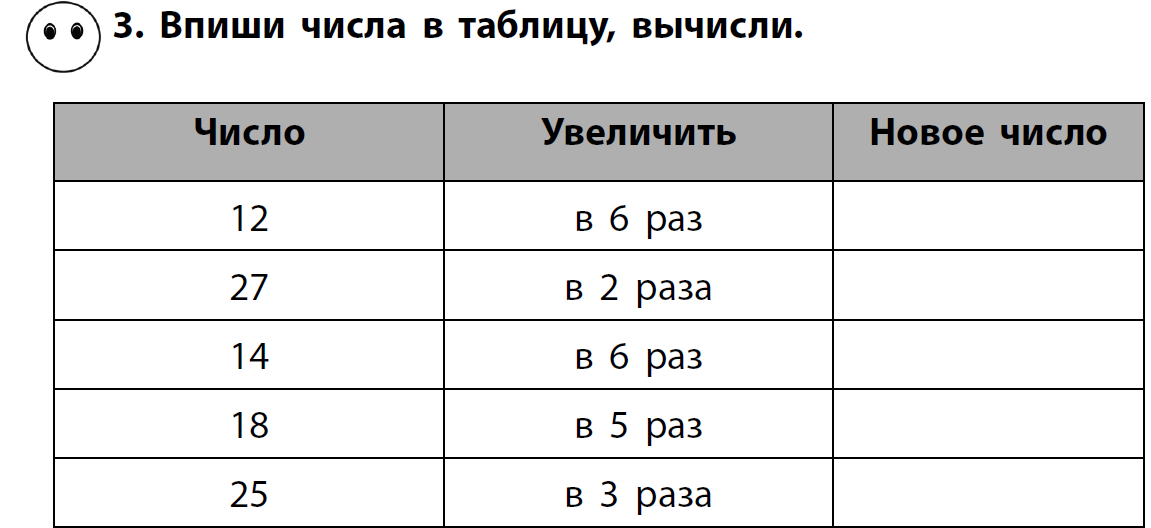 3. Впиши числа в таблицу, вычисли.
Число Увеличить Новое число
12 в 6 раз
27 в 2 раза
14 в 6 раз
18 в 5 раз
25 в 3 раза